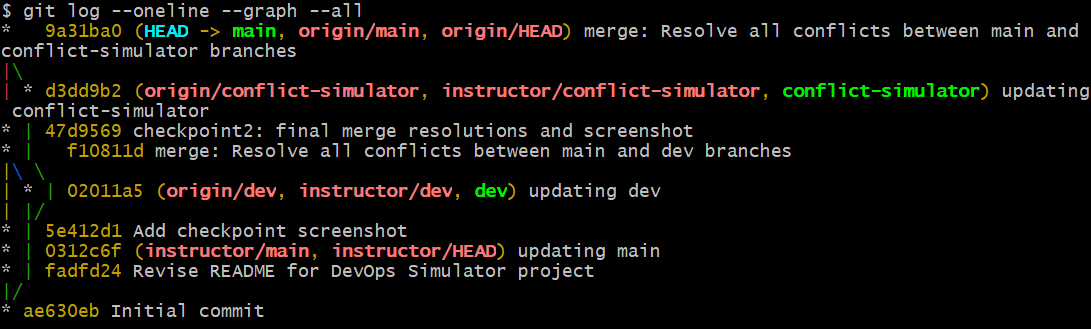 $ git log --oneline --graph --all
*   9a31ba0 (HEAD -> main, origin/main, origin/HEAD) merge: Resolve all conflicts between main and
conflict-simulator branches
|\
| * d3dd9b2 (origin/conflict-simulator, instructor/conflict-simulator, conflict-simulator) updating
 conflict-simulator
* | 47d9569 checkpoint2: final merge resolutions and screenshot
* |   f10811d merge: Resolve all conflicts between main and dev branches
|\ \
| * | 02011a5 (origin/dev, instructor/dev, dev) updating dev
| |/
* | 5e412d1 Add checkpoint screenshot
* | 0312c6f (instructor/main, instructor/HEAD) updating main
* | fadfd24 Revise README for DevOps Simulator project
|/
* ae630eb Initial commit